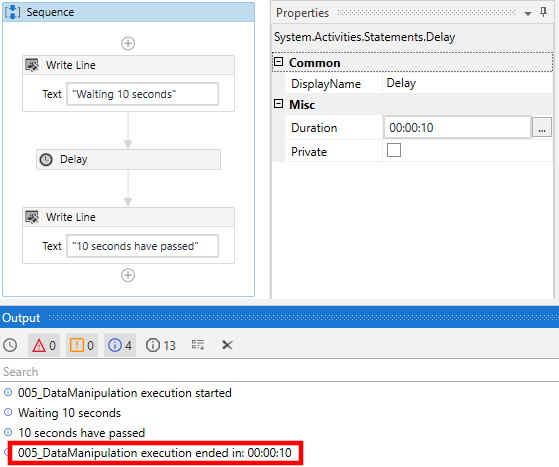 Sequence
Write Line
Text "Waiting 10 seconds"
Delay
Write Line
Text "10 seconds have passed"
Properties
System.Activities.Statements.Delay
Common
DisplayName Delay
Misc
Duration 00:00:10 ...
Private
Output
0 0 4 13
Search
005_DataManipulation execution started
Waiting 10 seconds
10 seconds have passed
005_DataManipulation execution ended in: 00:00:10